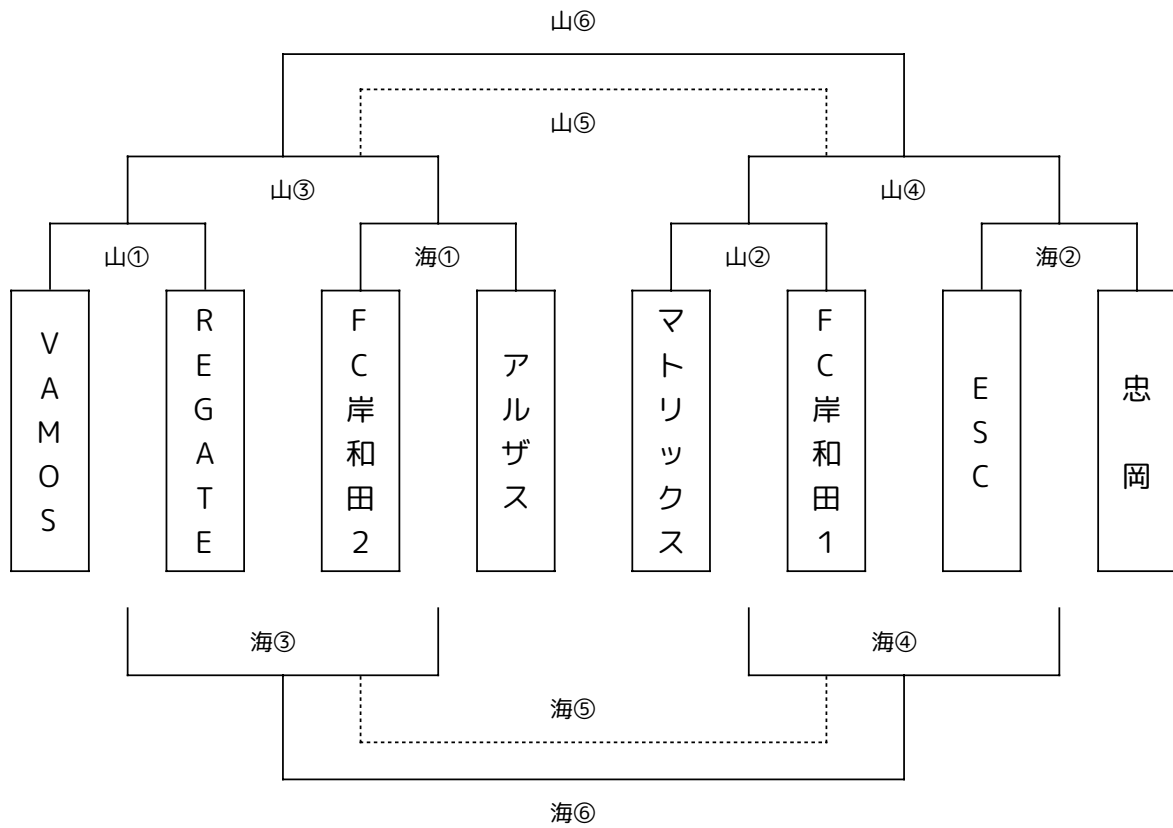 山⑥
山⑤
山③
山④
山①
海①
山②
海②
VAMOS
REGATE
FC岸和田2
アルザス
マトリックス
FC岸和田1
ESC
忠岡
海③
海④
海⑤
海⑥